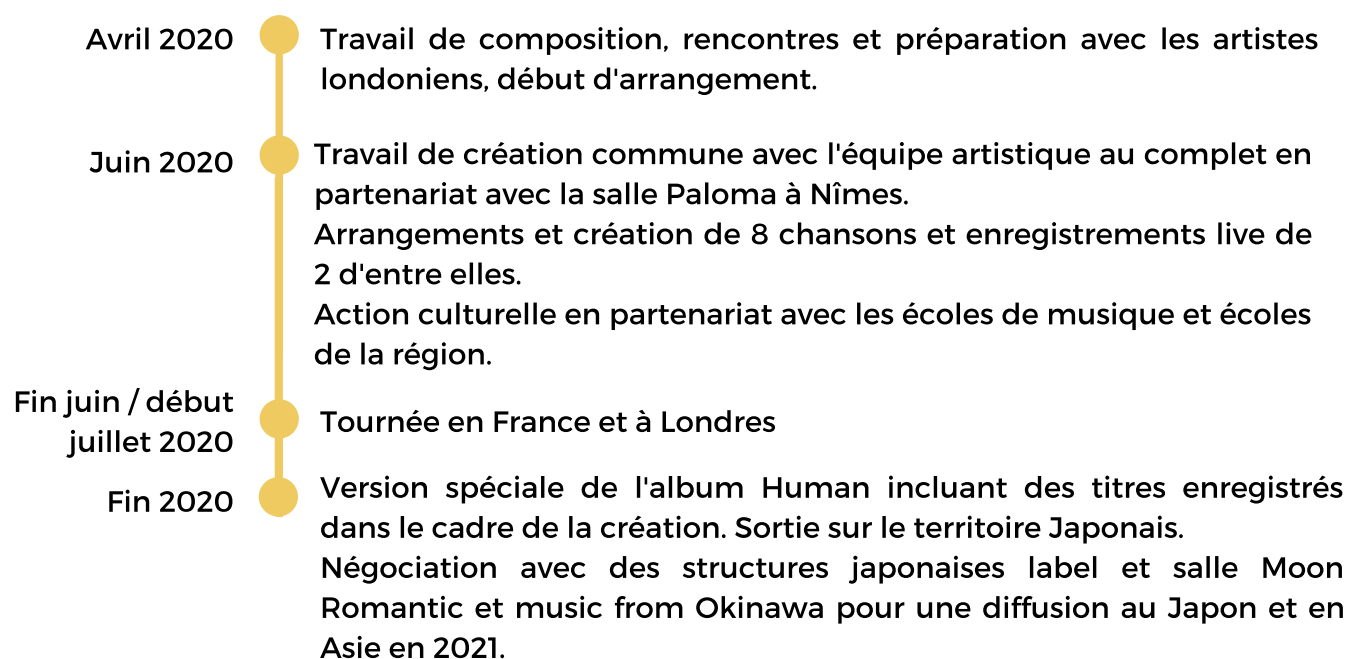 Avril 2020
Travail de composition, rencontres et préparation avec les artistes
londoniens, début d'arrangement.
Juin 2020
Travail de création commune avec l'équipe artistique au complet en
partenariat avec la salle Paloma à Nîmes.
Arrangements et création de 8 chansons et enregistrements live de
2 d'entre elles.
Action culturelle en partenariat avec les écoles de musique et écoles
de la région.
Fin juin / début
juillet 2020
Tournée en France et à Londres
Fin 2020
Version spéciale de l'album Human incluant des titres enregistrés
dans le cadre de la création. Sortie sur le territoire Japonais.
Négociation avec des structures japonaises label et salle Moon
Romantic et music from Okinawa pour une diffusion au Japon et en
Asie en 2021.